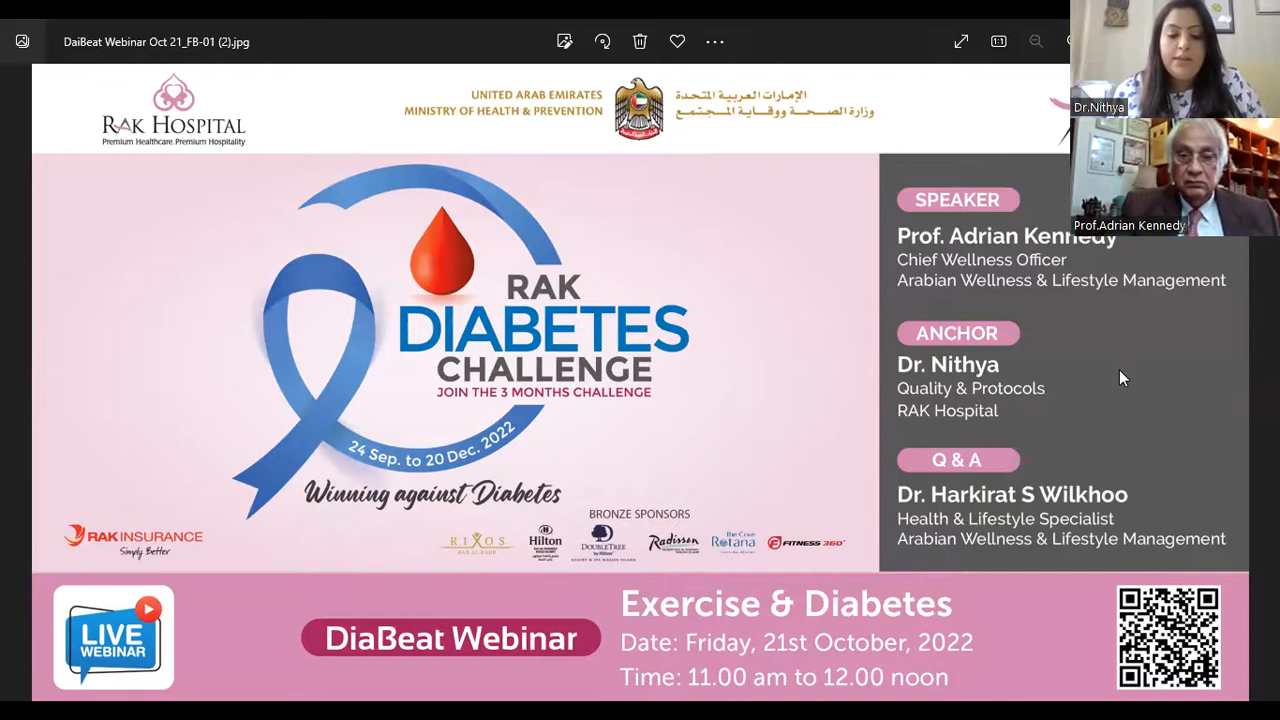 DaiBeat Webinar Oct 21_FB-01 (2).jpg
1:1
Dr.Nithya
Prof.Adrian Kennedy
RAK HOSPITAL
Premium Healthcare.Premium Hospitality
UNITED ARAB EMIRATES
MINISTRY OF HEALTH & PREVENTION
الإمارات العربية المتحدة
وزارة الصحة ووقاية المجتمع
RAK
DIABETES
CHALLENGE
JOIN THE 3 MONTHS CHALLENGE
24 Sep. to 20 Dec. 2022
Winning against Diabetes
BRONZE SPONSORS
RAK INSURANCE
Simply Better
RIXOS
Hilton
DOUBLETREE
by Hilton
Radisson
The Cove
Rotana
FITNESS 360°
SPEAKER
Prof. Adrian Kennedy
Chief Wellness Officer
Arabian Wellness & Lifestyle Management
ANCHOR
Dr. Nithya
Quality & Protocols
RAK Hospital
Q & A
Dr. Harkirat S Wilkhoo
Health & Lifestyle Specialist
Arabian Wellness & Lifestyle Management
LIVE
WEBINAR
DiaBeat Webinar
Exercise & Diabetes
Date: Friday, 21st October, 2022
Time: 11.00 am to 12.00 noon